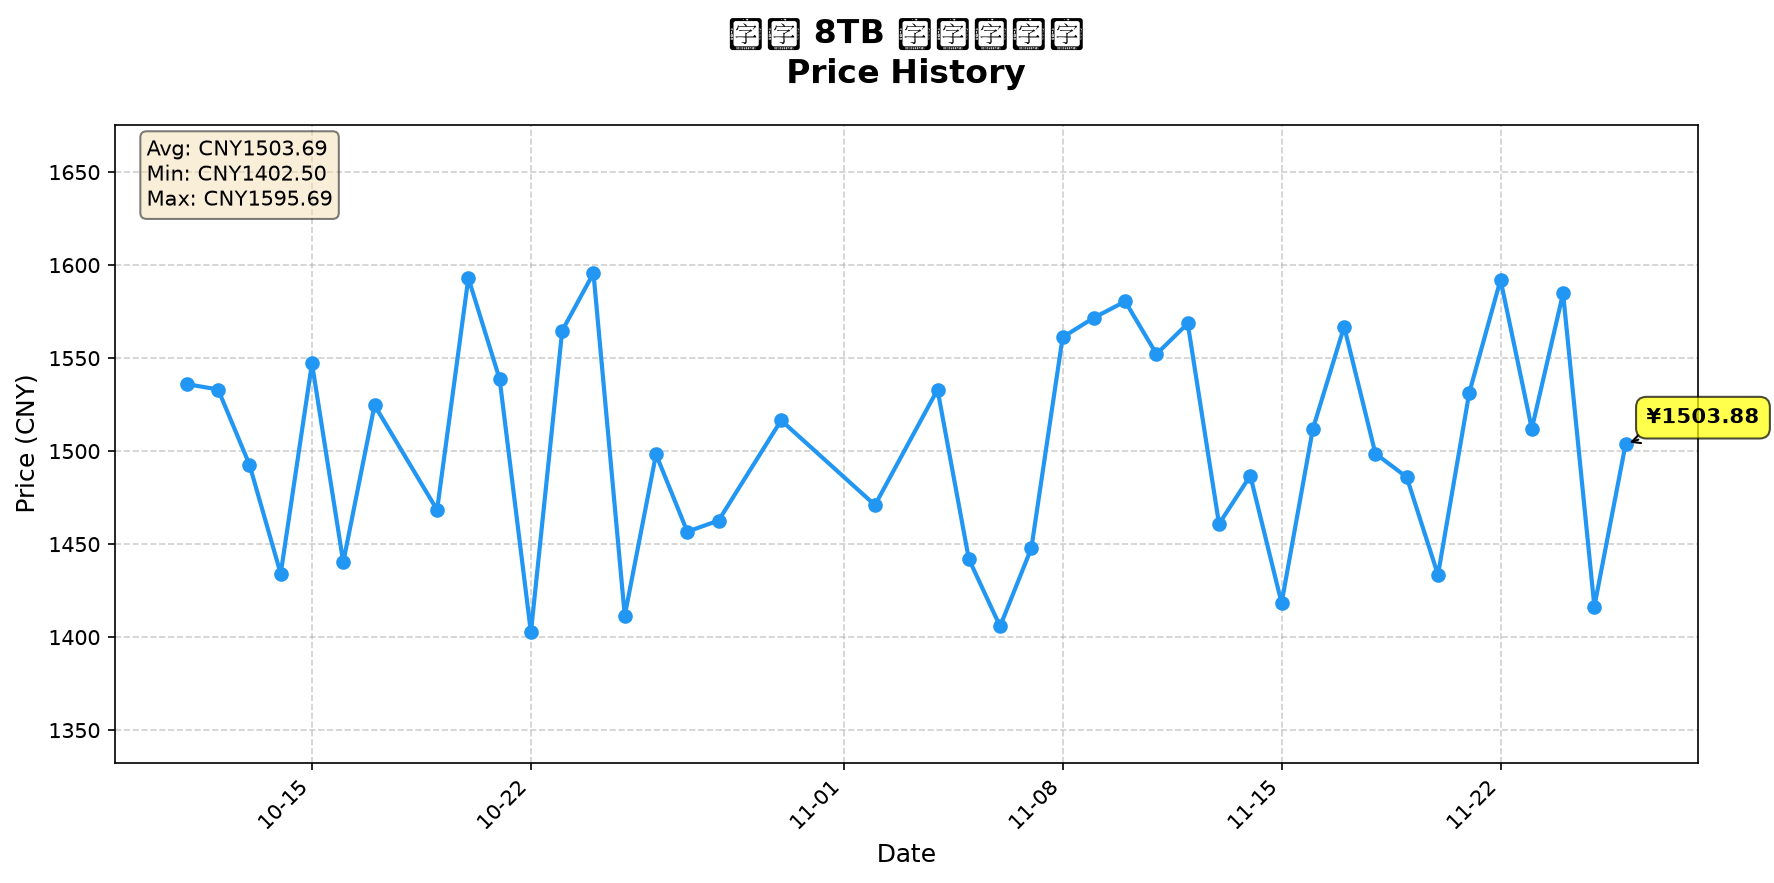 8TB
Price History
Avg: CNY1503.69
Min: CNY1402.50
Max: CNY1595.69
1650
1600
1550
1500
1450
1400
1350
Price (CNY)
¥1503.88
10-15
10-22
11-01
11-08
11-15
11-22
Date